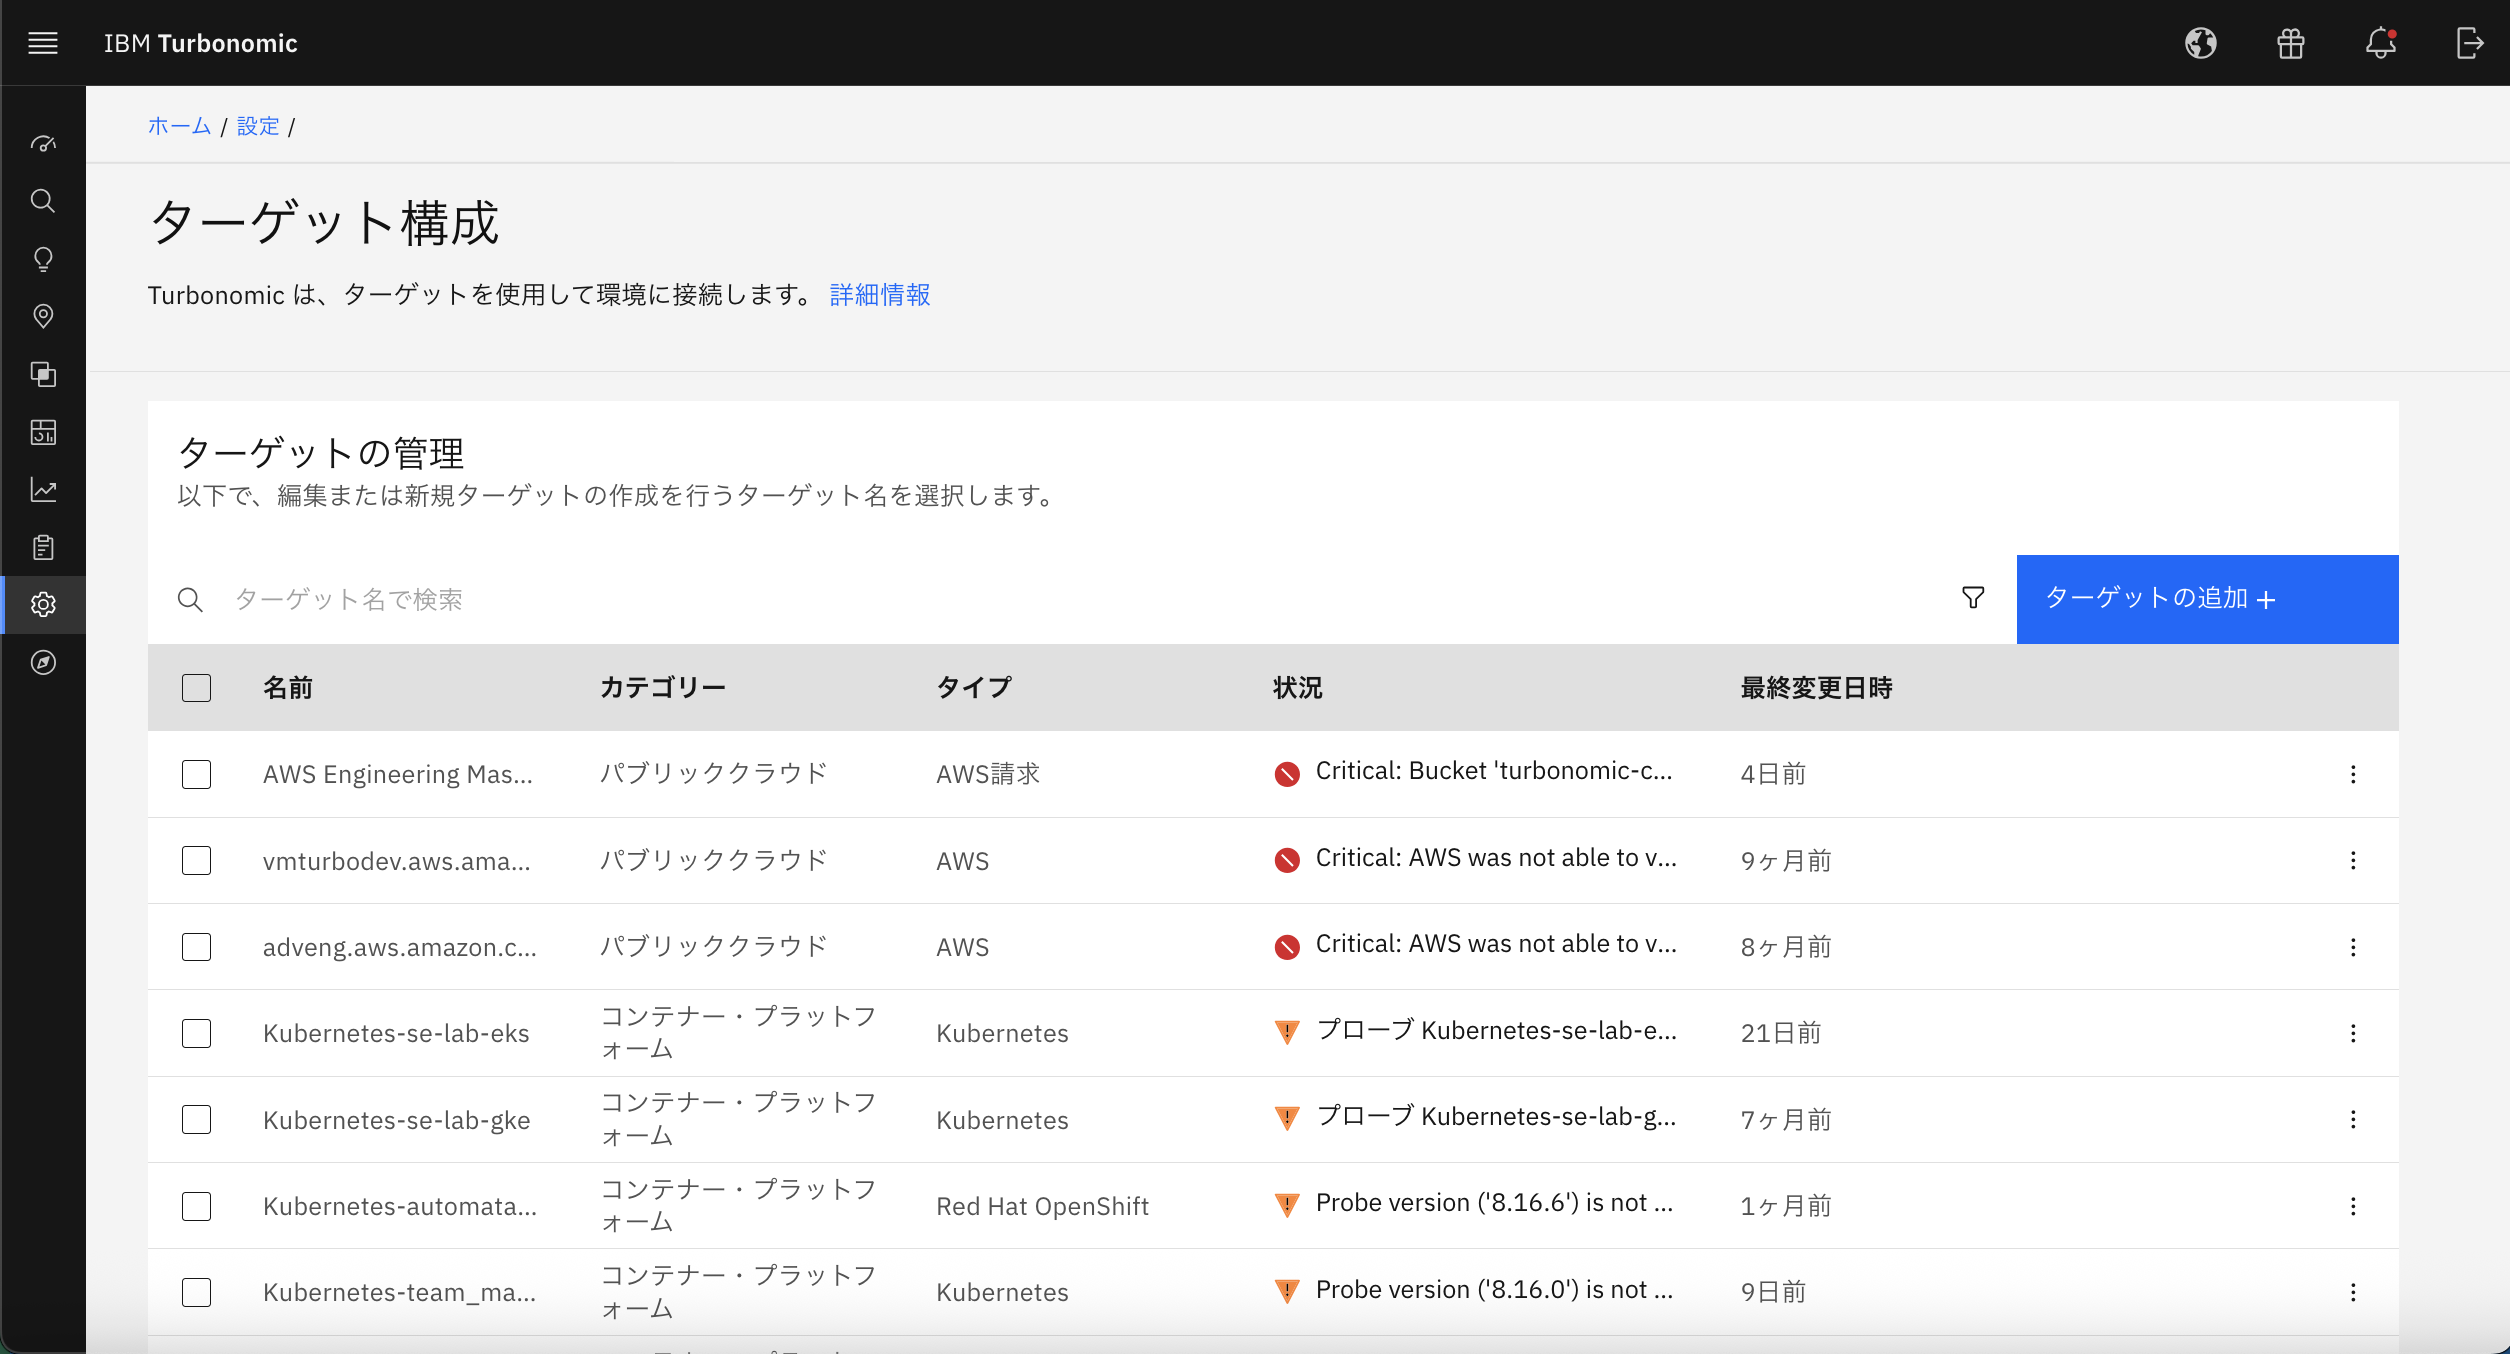 IBM Turbonomic
ホーム / 設定 /
ターゲット構成
Turbonomic は、ターゲットを使用して環境に接続します。 詳細情報
ターゲットの管理
以下で、編集または新規ターゲットの作成を行うターゲット名を選択します。
ターゲット名で検索
ターゲットの追加 +
名前 カテゴリー タイプ 状況 最終変更日時
AWS Engineering Mas... パブリッククラウド AWS請求 Critical: Bucket 'turbonomic-c... 4日前
vmturbodev.aws.ama... パブリッククラウド AWS Critical: AWS was not able to v... 9ヶ月前
adveng.aws.amazon.c... パブリッククラウド AWS Critical: AWS was not able to v... 8ヶ月前
Kubernetes-se-lab-eks コンテナー・プラットフ
ォーム Kubernetes プローブ Kubernetes-se-lab-e... 21日前
Kubernetes-se-lab-gke コンテナー・プラットフ
ォーム Kubernetes プローブ Kubernetes-se-lab-g... 7ヶ月前
Kubernetes-automata... コンテナー・プラットフ
ォーム Red Hat OpenShift Probe version ('8.16.6') is not ... 1ヶ月前
Kubernetes-team_ma... コンテナー・プラットフ
ォーム Kubernetes Probe version ('8.16.0') is not ... 9日前